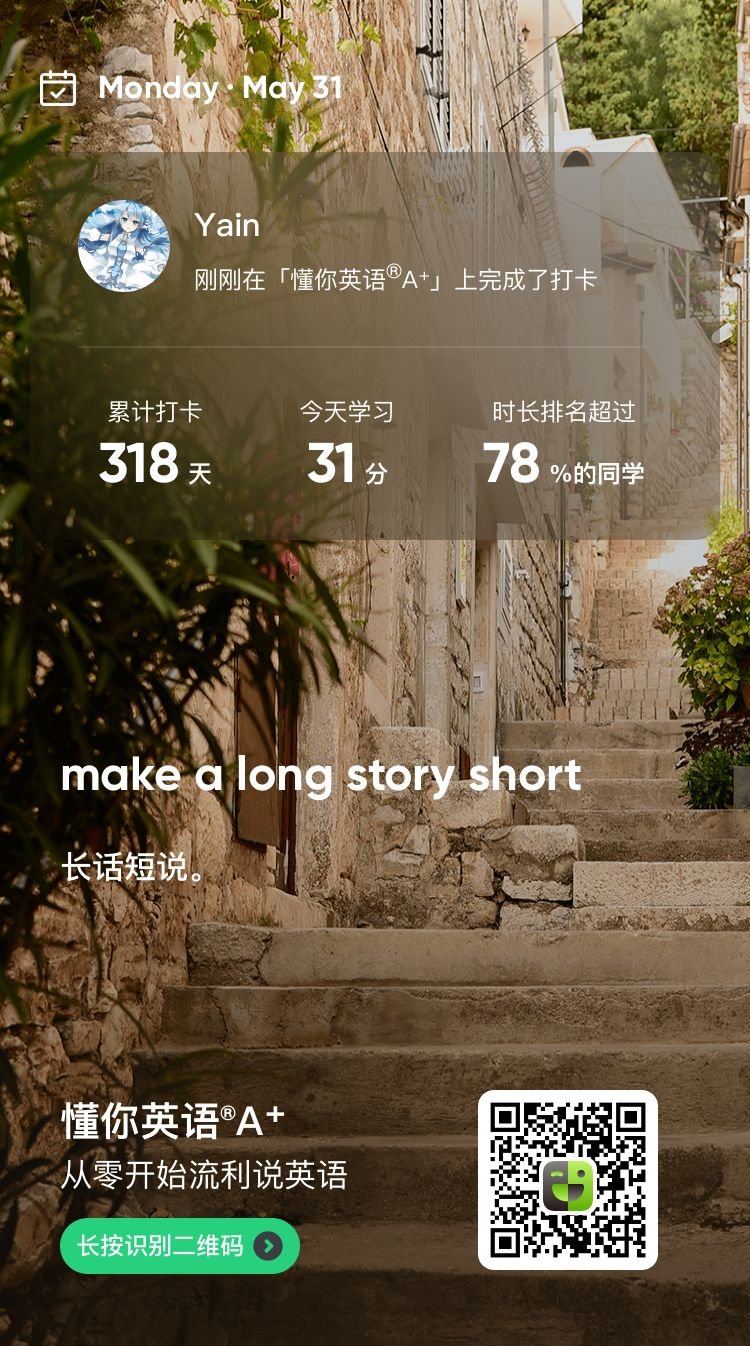 Monday · May 31
Yain
刚刚在「懂你英语®A⁺」上完成了打卡
累计打卡 今天学习 时长排名超过
318 天 31 分 78 %的同学
make a long story short
长话短说。
懂你英语®A⁺
从零开始流利说英语
长按识别二维码